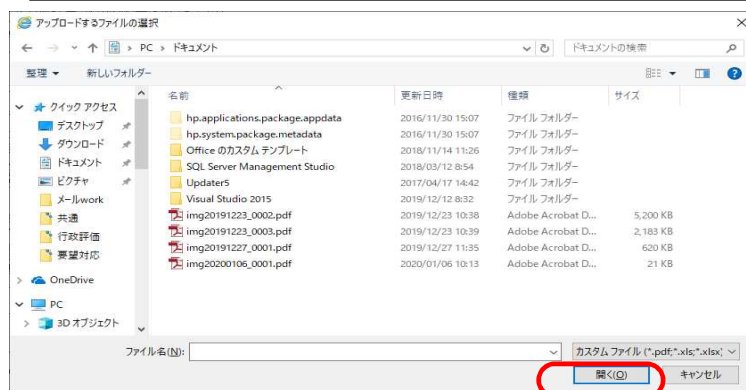 アップロードするファイルの選択
PC > ドキュメント
ドキュメントの検索
整理 新しいフォルダー
名前 更新日時 種類 サイズ
クイック アクセス
デスクトップ
ダウンロード
ドキュメント
ピクチャ
メールwork
共通
行政評価
要望対応
OneDrive
PC
3D オブジェクト
hp.applications.package.appdata 2016/11/30 15:07 ファイル フォルダー
hp.system.package.metadata 2016/11/30 15:07 ファイル フォルダー
Office のカスタム テンプレート 2018/11/14 11:26 ファイル フォルダー
SQL Server Management Studio 2018/03/12 8:54 ファイル フォルダー
Updater5 2017/04/17 14:42 ファイル フォルダー
Visual Studio 2015 2019/12/12 8:32 ファイル フォルダー
img20191223_0002.pdf 2019/12/23 10:38 Adobe Acrobat D... 5,200 KB
img20191223_0003.pdf 2019/12/23 10:39 Adobe Acrobat D... 2,183 KB
img20191227_0001.pdf 2019/12/27 11:35 Adobe Acrobat D... 620 KB
img20200106_0001.pdf 2020/01/06 10:13 Adobe Acrobat D... 21 KB
ファイル名(N):
カスタム ファイル (*.pdf;*.xls;*.xlsx;
開く(O) キャンセル